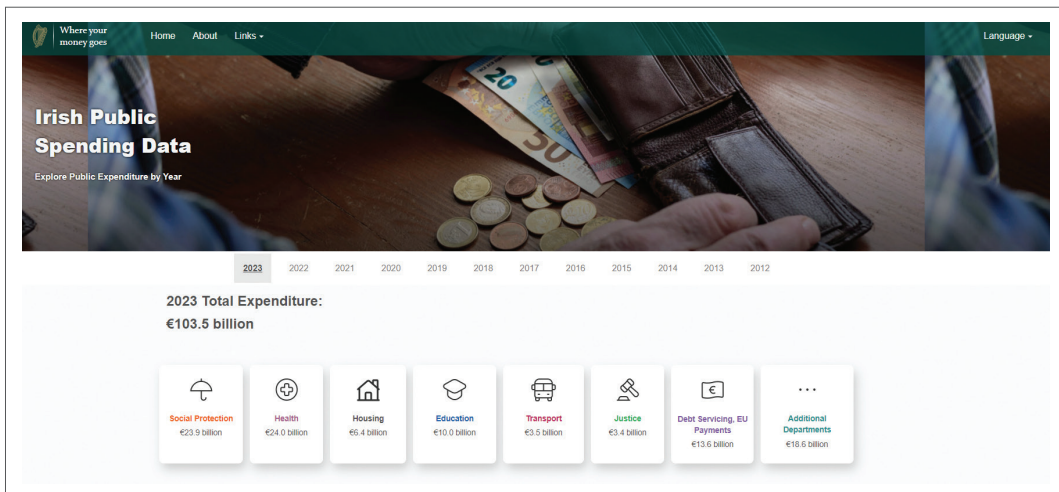 Where your
money goes
Home About Links
Language
Irish Public
Spending Data
Explore Public Expenditure by Year
20
50
2023 2022 2021 2020 2019 2018 2017 2016 2015 2014 2013 2012
2023 Total Expenditure:
€103.5 billion
Social Protection
€23.9 billion
Health
€24.0 billion
Housing
€6.4 billion
Education
€10.0 billion
Transport
€3.5 billion
Justice
€3.4 billion
€
Debt Servicing, EU
Payments
€13.6 billion
Additional
Departments
€18.6 billion